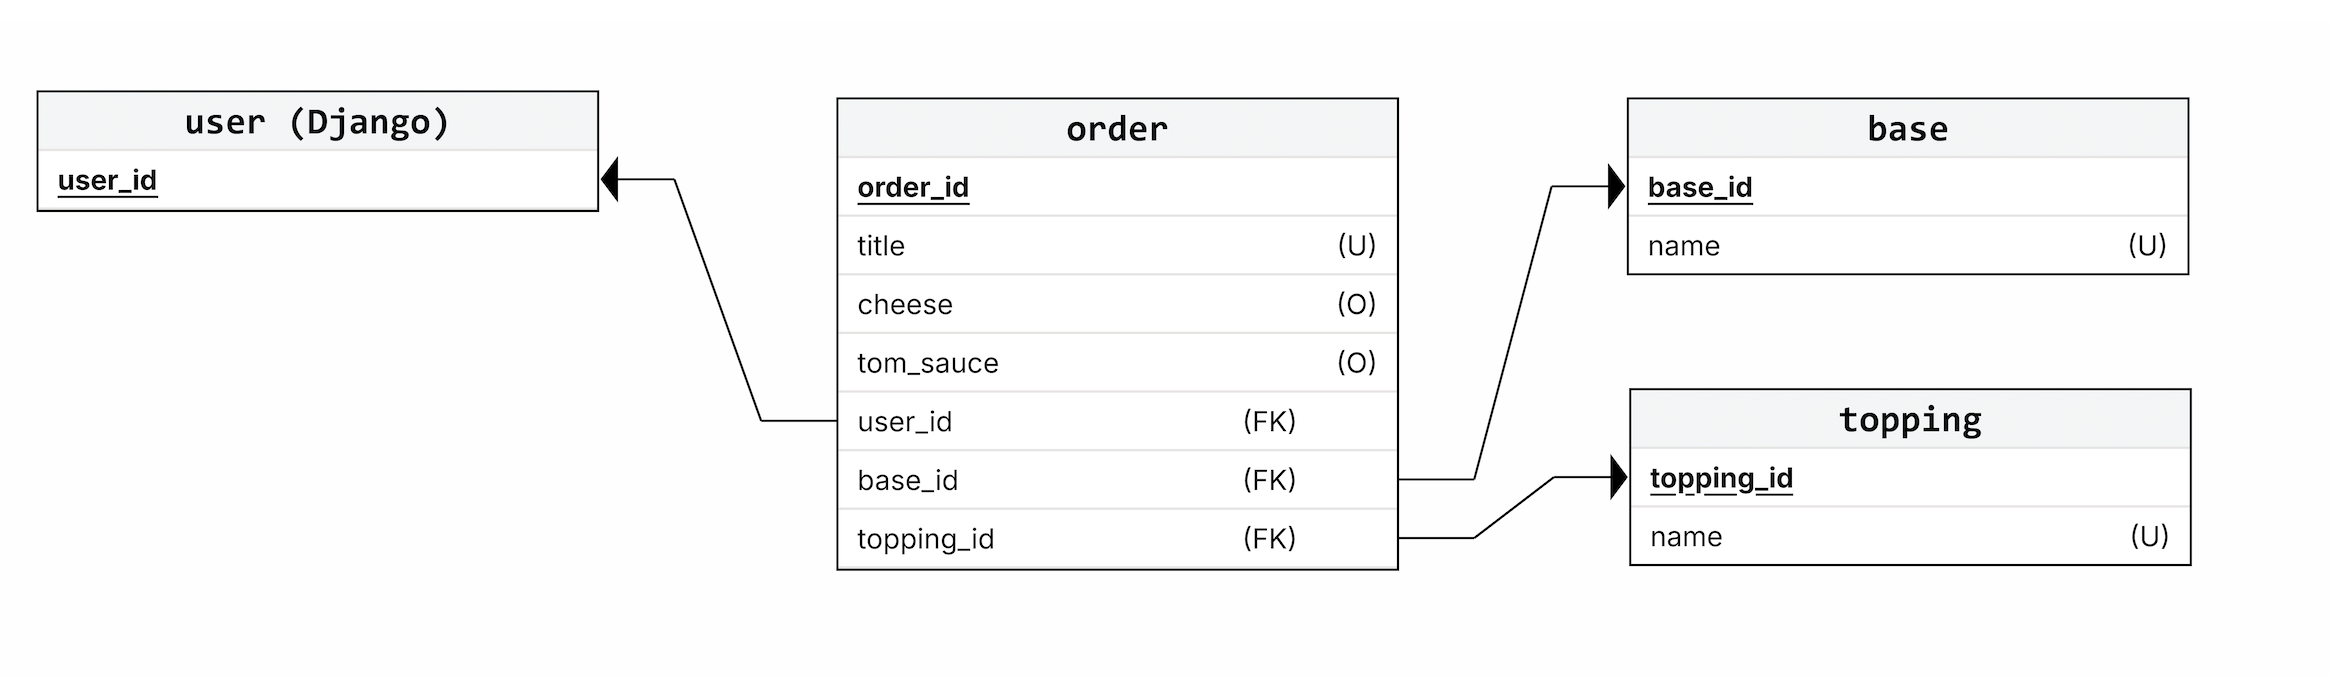 user (Django)
user_id
order
order_id
title (U)
cheese (O)
tom_sauce (O)
user_id (FK)
base_id (FK)
topping_id (FK)
base
base_id
name (U)
topping
topping_id
name (U)